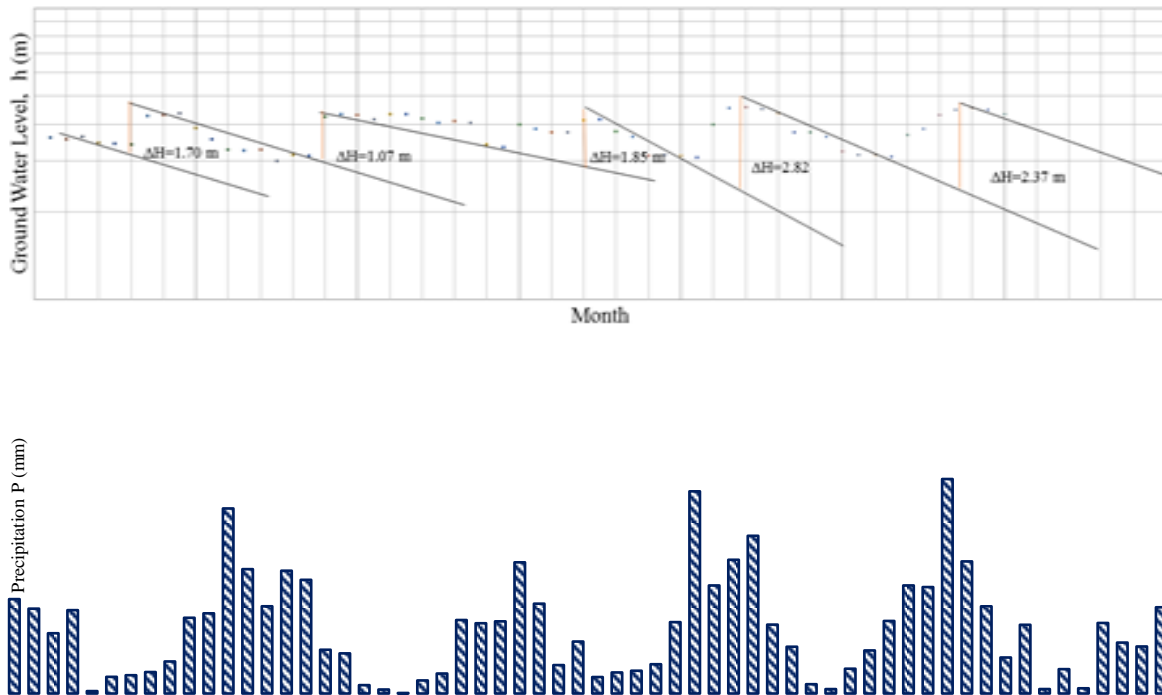 Ground Water Level, h (m)
ΔH=1.70 m
ΔH=1.07 m
ΔH=1.85 m
ΔH=2.82
ΔH=2.37 m
Month
Precipitation P (mm)